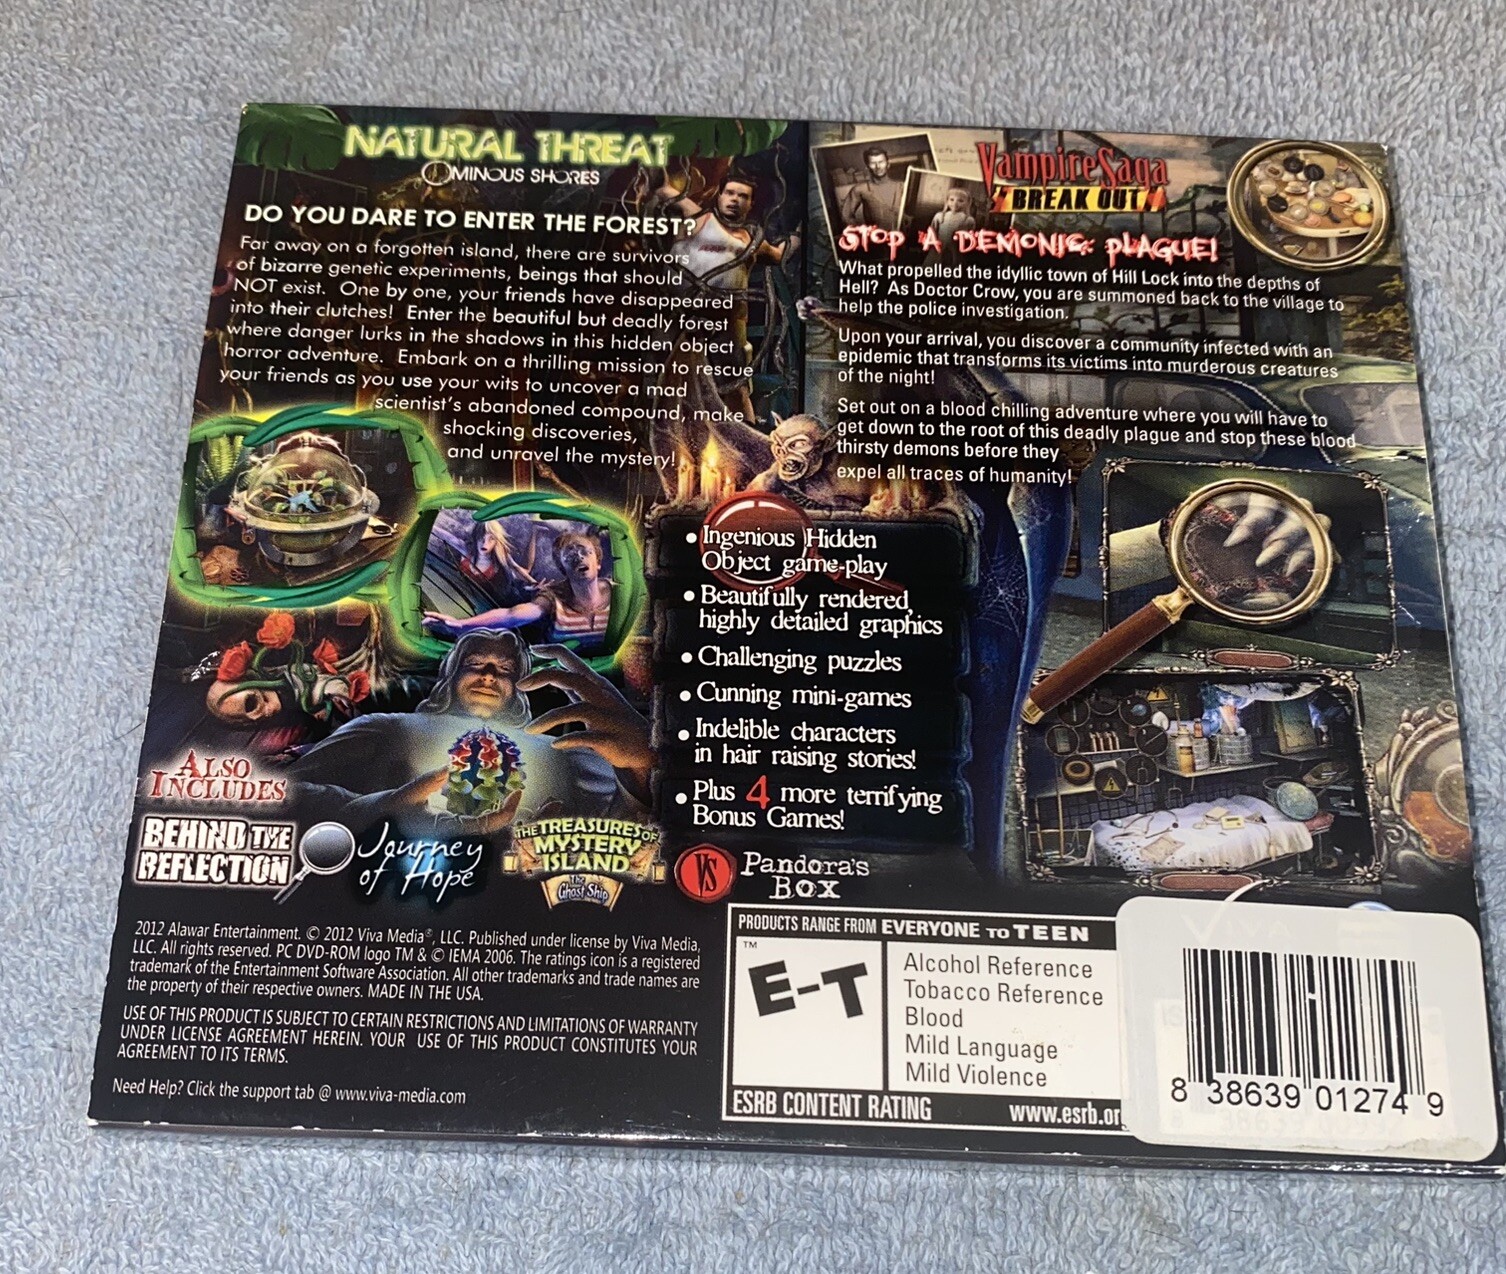 NATURAL THREAT
OMINOUS SHORES
DO YOU DARE TO ENTER THE FOREST?
Far away on a forgotten island, there are survivors
of bizarre genetic experiments, beings that should
NOT exist. One by one, your friends have disappeared
into their clutches! Enter the beautiful but deadly forest
where danger lurks in the shadows in this hidden object
horror adventure. Embark on a thrilling mission to rescue
your friends as you use your wits to uncover a mad
scientist's abandoned compound, make
shocking discoveries,
and unravel the mystery!
Vampire Saga
BREAK OUT
STOP A DEMONIC PLAGUE!
What propelled the idyllic town of Hill Lock into the depths of
Hell? As Doctor Crow, you are summoned back to the village to
help the police investigation.
Upon your arrival, you discover a community infected with an
epidemic that transforms its victims into murderous creatures
of the night!
Set out on a blood chilling adventure where you will have to
get down to the root of this deadly plague and stop these blood
thirsty demons before they
expel all traces of humanity!
• Ingenious Hidden
Object game-play
• Beautifully rendered,
highly detailed graphics
• Challenging puzzles
• Cunning mini-games
• Indelible characters
in hair raising stories!
• Plus 4 more terrifying
Bonus Games!
ALSO
INCLUDES
BEHIND THE
REFLECTION
Journey
of Hope
THE TREASURES OF
MYSTERY
ISLAND
The
Ghost Ship
VS Pandora's
BOX
2012 Alawar Entertainment. © 2012 Viva Media®, LLC. Published under license by Viva Media,
LLC. All rights reserved. PC DVD-ROM logo TM & © IEMA 2006. The ratings icon is a registered
trademark of the Entertainment Software Association. All other trademarks and trade names are
the property of their respective owners. MADE IN THE USA.
USE OF THIS PRODUCT IS SUBJECT TO CERTAIN RESTRICTIONS AND LIMITATIONS OF WARRANTY
UNDER LICENSE AGREEMENT HEREIN. YOUR USE OF THIS PRODUCT CONSTITUTES YOUR
AGREEMENT TO ITS TERMS.
Need Help? Click the support tab @ www.viva-media.com
PRODUCTS RANGE FROM EVERYONE TO TEEN
TM
E-T
Alcohol Reference
Tobacco Reference
Blood
Mild Language
Mild Violence
ESRB CONTENT RATING www.esrb.or
8 38639 01274 9